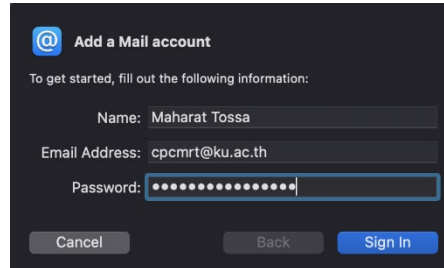 Add a Mail account
To get started, fill out the following information:
Name: Maharat Tossa
Email Address: cpcmrt@ku.ac.th
Password: ●●●●●●●●●●●●●●●●
Cancel Back Sign In